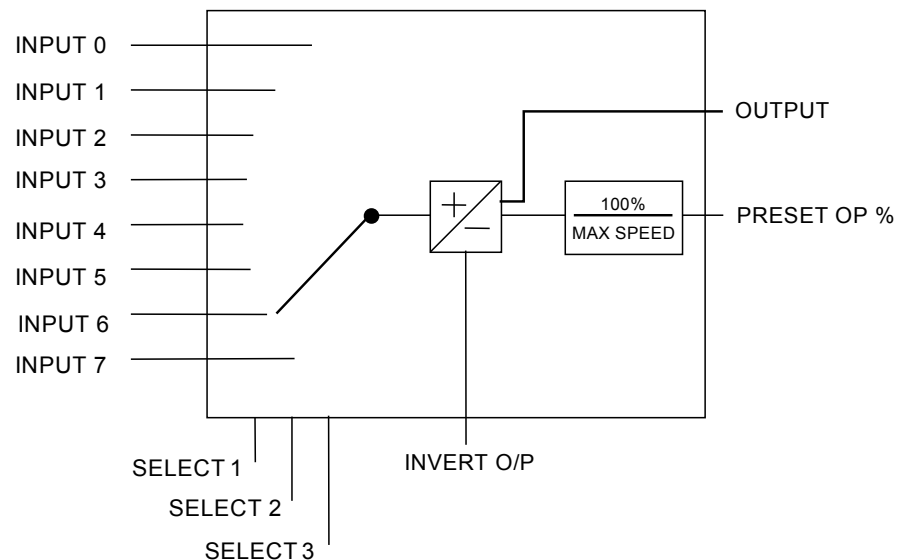 INPUT 0
INPUT 1
INPUT 2
INPUT 3
INPUT 4
INPUT 5
INPUT 6
INPUT 7
+
−
OUTPUT
100%
MAX SPEED
PRESET OP %
SELECT 1
SELECT 2
SELECT 3
INVERT O/P